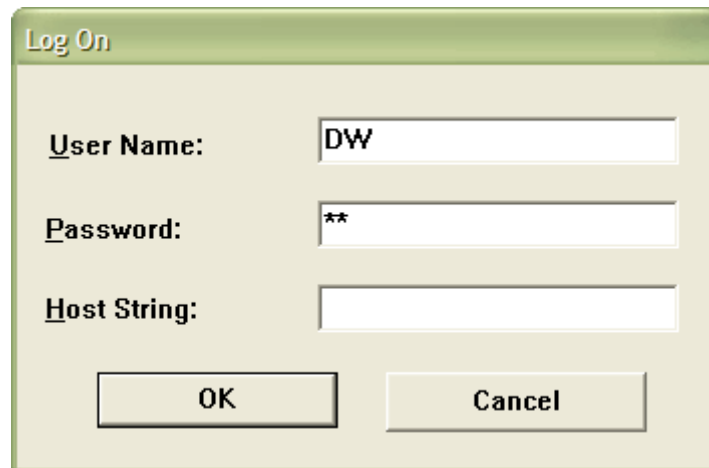 Log On
User Name: DW
Password: **
Host String:
OK Cancel